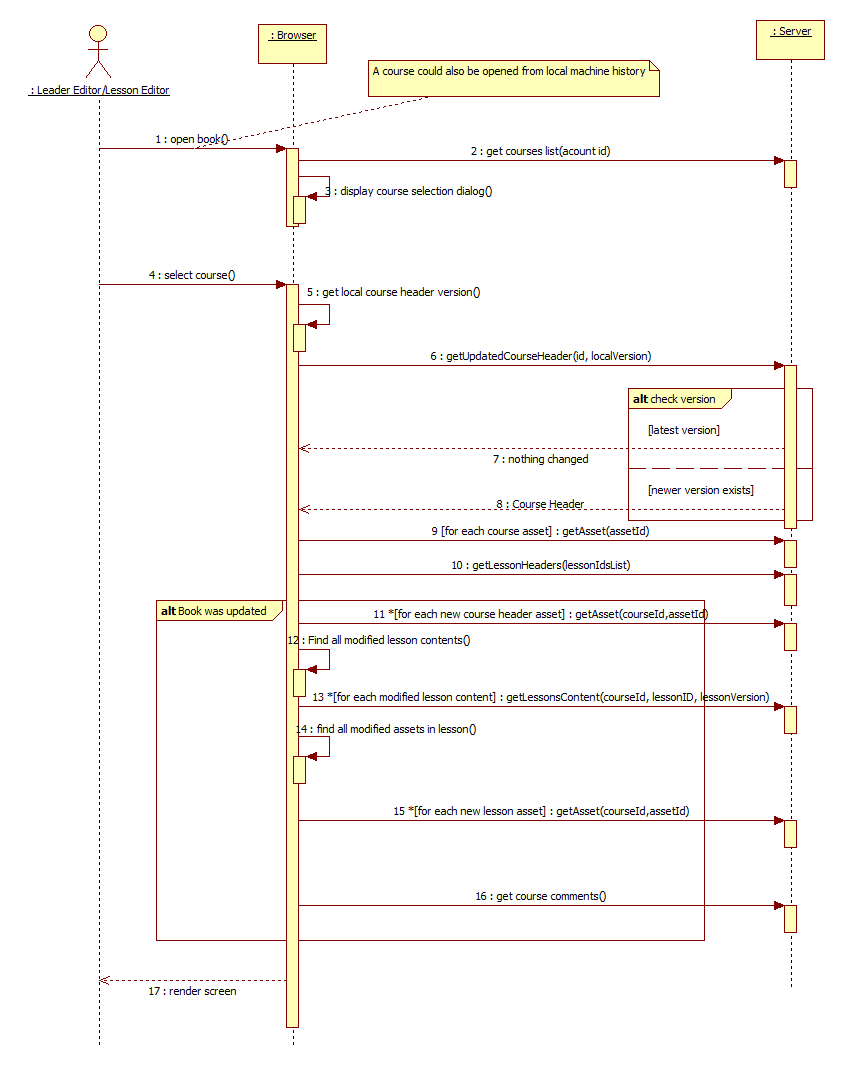 : Browser
: Server
: Leader Editor/Lesson Editor
A course could also be opened from local machine history
1 : open book()
2 : get courses list(acount id)
3 : display course selection dialog()
4 : select course()
5 : get local course header version()
6 : getUpdatedCourseHeader(id, localVersion)
alt check version
[latest version]
7 : nothing changed
[newer version exists]
8 : Course Header
9 [for each course asset] : getAsset(assetId)
10 : getLessonHeaders(lessonIdsList)
alt Book was updated
11 *[for each new course header asset] : getAsset(courseId,assetId)
12 : Find all modified lesson contents()
13 *[for each modified lesson content] : getLessonsContent(courseId, lessonID, lessonVersion)
14 : find all modified assets in lesson()
15 *[for each new lesson asset] : getAsset(courseId,assetId)
16 : get course comments()
17 : render screen